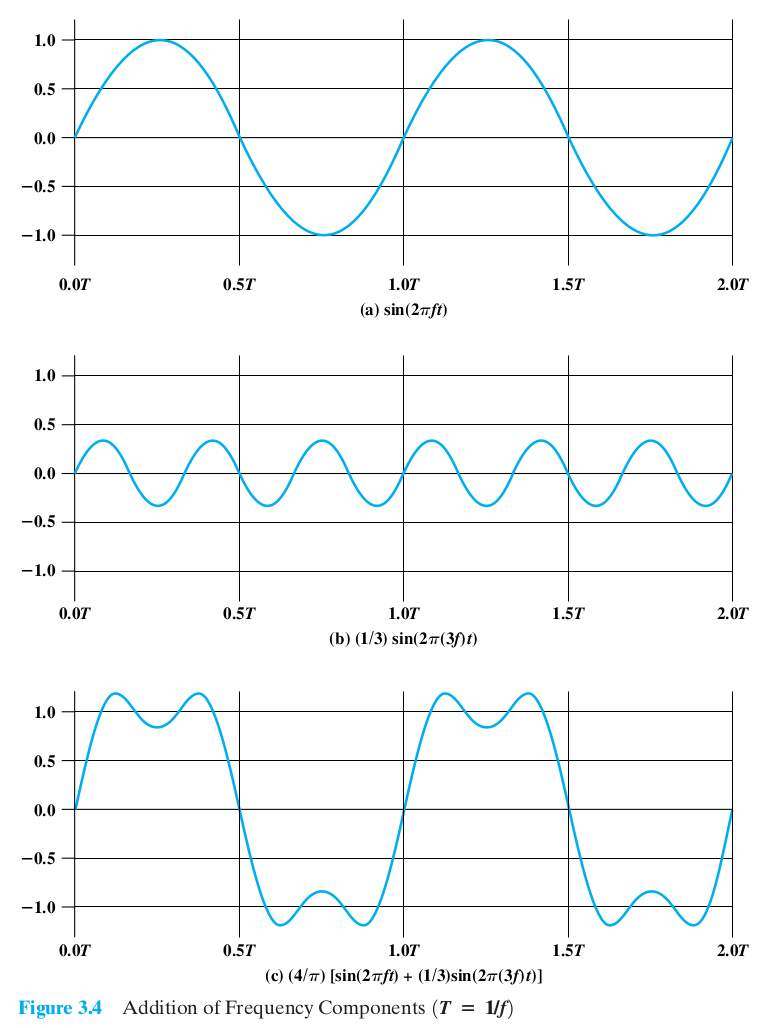 1.0
0.5
0.0
−0.5
−1.0
0.0T 0.5T 1.0T 1.5T 2.0T
(a) sin(2πft)
1.0
0.5
0.0
−0.5
−1.0
0.0T 0.5T 1.0T 1.5T 2.0T
(b) (1/3) sin(2π(3f)t)
1.0
0.5
0.0
−0.5
−1.0
0.0T 0.5T 1.0T 1.5T 2.0T
(c) (4/π) [sin(2πft) + (1/3)sin(2π(3f)t)]
Figure 3.4 Addition of Frequency Components (T = 1/f)